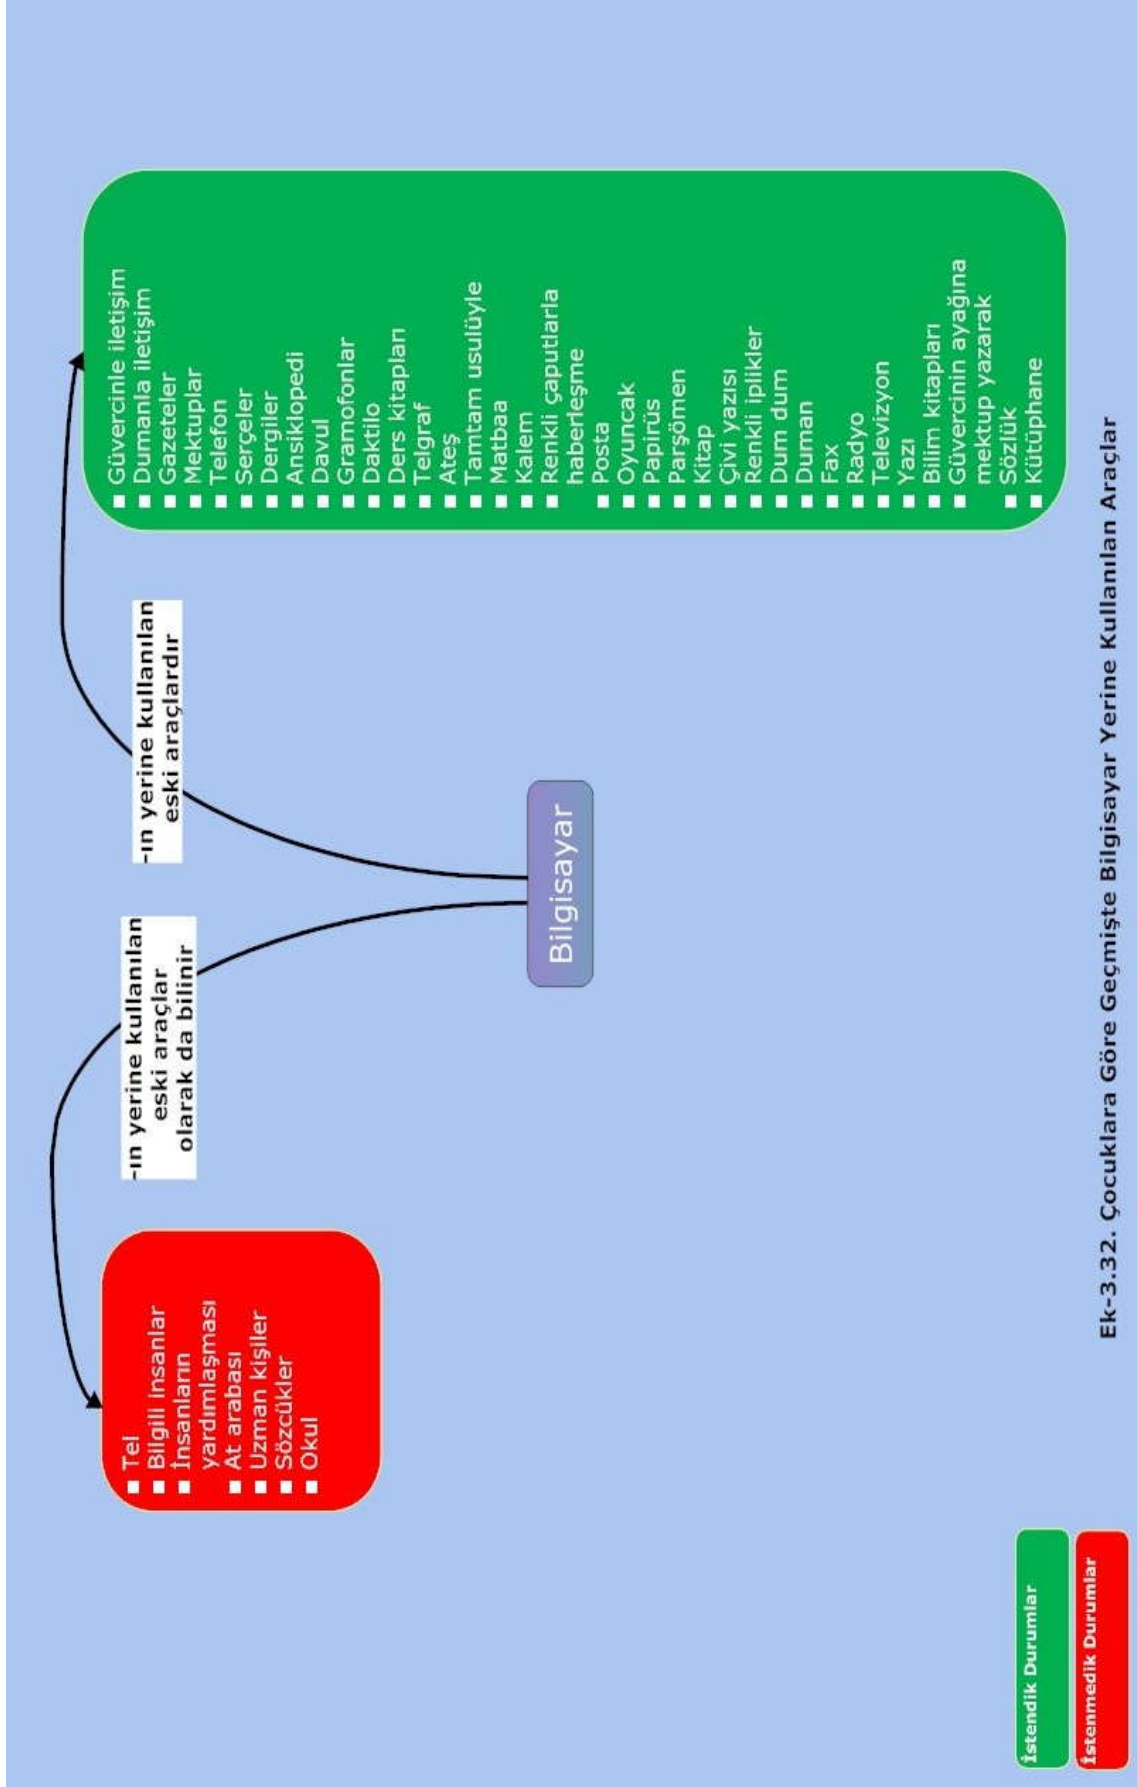 ■ Tel
■ Bilgili insanlar
■ İnsanların
yardımlaşması
■ At arabası
■ Uzman kişiler
■ Sözcükler
■ Okul
-ın yerine kullanılan
eski araçlar
olarak da bilinir
-ın yerine kullanılan
eski araçlardır
■ Güvercinle iletişim
■ Dumanla iletişim
■ Gazeteler
■ Mektuplar
■ Telefon
■ Serçeler
■ Dergiler
■ Ansiklopedi
■ Davul
■ Gramofonlar
■ Daktilo
■ Ders kitapları
■ Telgraf
■ Ateş
■ Tamtam usulüyle
■ Matbaa
■ Kalem
■ Renkli çaputlarla
haberleşme
■ Posta
■ Oyuncak
■ Papirüs
■ Parşömen
■ Kitap
■ Çivi yazısı
■ Renkli iplikler
■ Dum dum
■ Duman
■ Fax
■ Radyo
■ Televizyon
■ Yazı
■ Bilim kitapları
■ Güvercinin ayağına
mektup yazarak
■ Sözlük
■ Kütüphane
Bilgisayar
İstendik Durumlar
İstenmedik Durumlar
Ek-3.32. Çocuklara Göre Geçmişte Bilgisayar Yerine Kullanılan Araçlar